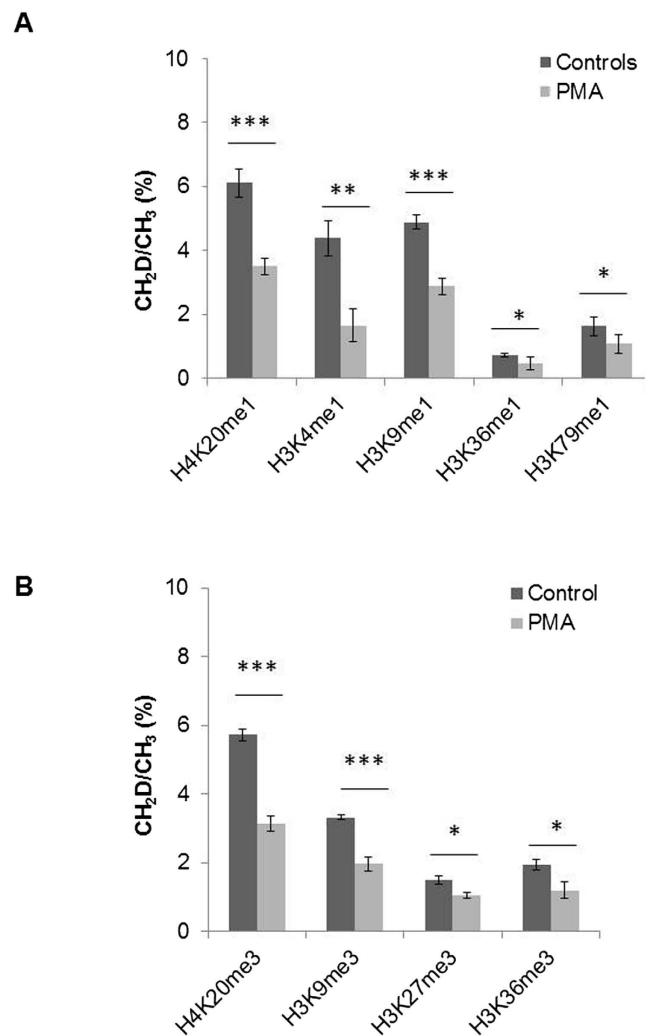 A
10
8
6
4
2
0
CH₂D/CH₃ (%)
Controls
PMA
***
**
***
*
*
H4K20me1
H3K4me1
H3K9me1
H3K36me1
H3K79me1
B
10
8
6
4
2
0
CH₂D/CH₃ (%)
Control
PMA
***
***
*
*
H4K20me3
H3K9me3
H3K27me3
H3K36me3